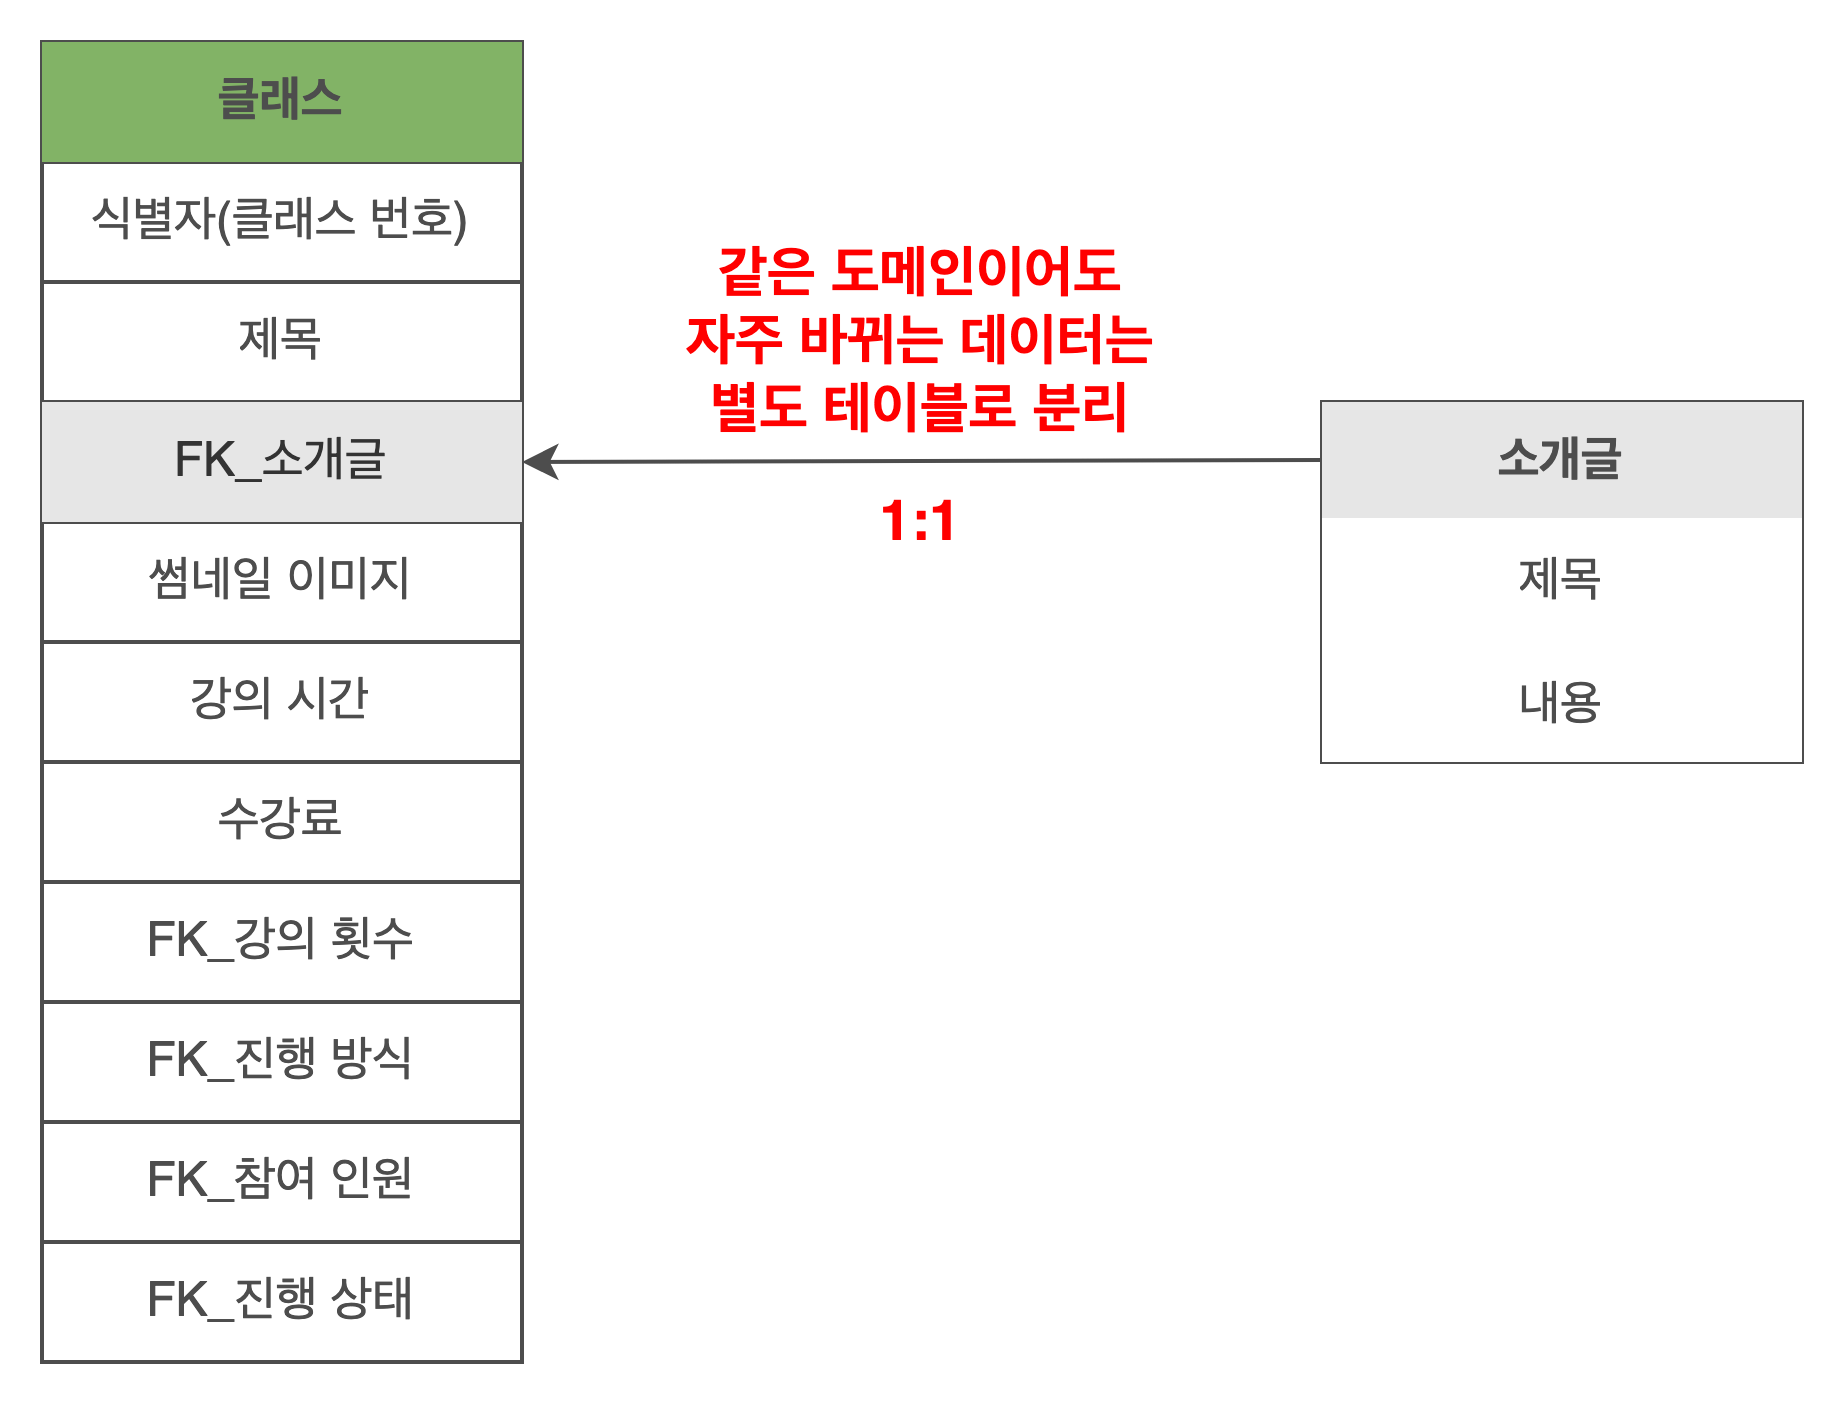 클래스
식별자(클래스 번호)
제목
FK_소개글
썸네일 이미지
강의 시간
수강료
FK_강의 횟수
FK_진행 방식
FK_참여 인원
FK_진행 상태
같은 도메인이어도
자주 바뀌는 데이터는
별도 테이블로 분리
1:1
소개글
제목
내용